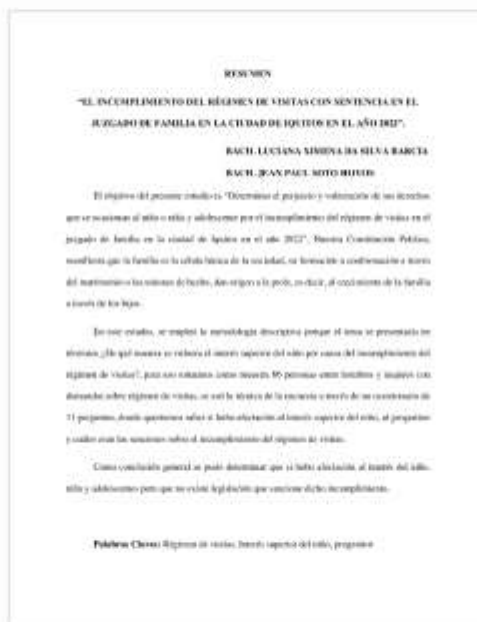 RESUMEN
"EL INCUMPLIMIENTO DEL RÉGIMEN DE VISITAS CON SENTENCIA EN EL
JUZGADO DE FAMILIA EN LA CIUDAD DE IQUITOS EN EL AÑO 2022".
BACH. LUCIANA XIMENA DA SILVA BARCIA
BACH. JEAN PAUL SOTO HOYOS
El objetivo del presente estudio es "Determinar el perjuicio y vulneración de sus derechos
que se ocasionan al niño o niña y adolescentes por el incumplimiento del régimen de visitas en el
juzgado de familia en la ciudad de Iquitos en el año 2022", Nuestra Constitución Política,
manifiesta que la familia es la célula básica de la sociedad, su formación o conformación a través
del matrimonio o las uniones de hecho, dan origen a la prole, es decir, al crecimiento de la familia
a través de los hijos.
En este estudio, se empleó la metodología descriptiva porque el tema se presentaría en
términos ¿De qué manera se vulnera el interés superior del niño por causa del incumplimiento del
régimen de visitas?, para eso tomamos como muestra 86 personas entre hombres y mujeres con
demandas sobre régimen de visitas, se usó la técnica de la encuesta a través de un cuestionario de
11 preguntas, donde queríamos saber si hubo afectación al interés superior del niño, al progenitor
y cuáles eran las sanciones sobre el incumplimiento del régimen de visitas.
Como conclusión general se pudo determinar que si hubo afectación al interés del niño,
niña y adolescentes pero que no existe legislación que sancione dicho incumplimiento.
Palabras Claves: Régimen de visitas, Interés superior del niño, progenitor